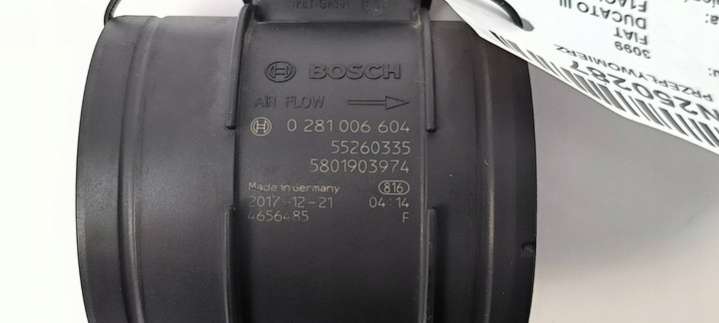 BOSCH
AIR FLOW
0 281 006 604
55260335
5801903974
Made in Germany 816
2017-12-21 04:14
4656485 F
DUCATO III
FIAT
3099
PRZEPŁYWOMIERZ